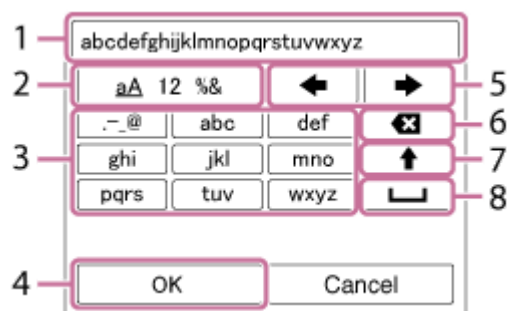 1 abcdefghijklmnopqrstuvwxyz
2 aA 12 %& 5
.-_@ abc def 6
3 ghi jkl mno 7
pqrs tuv wxyz 8
4 OK Cancel